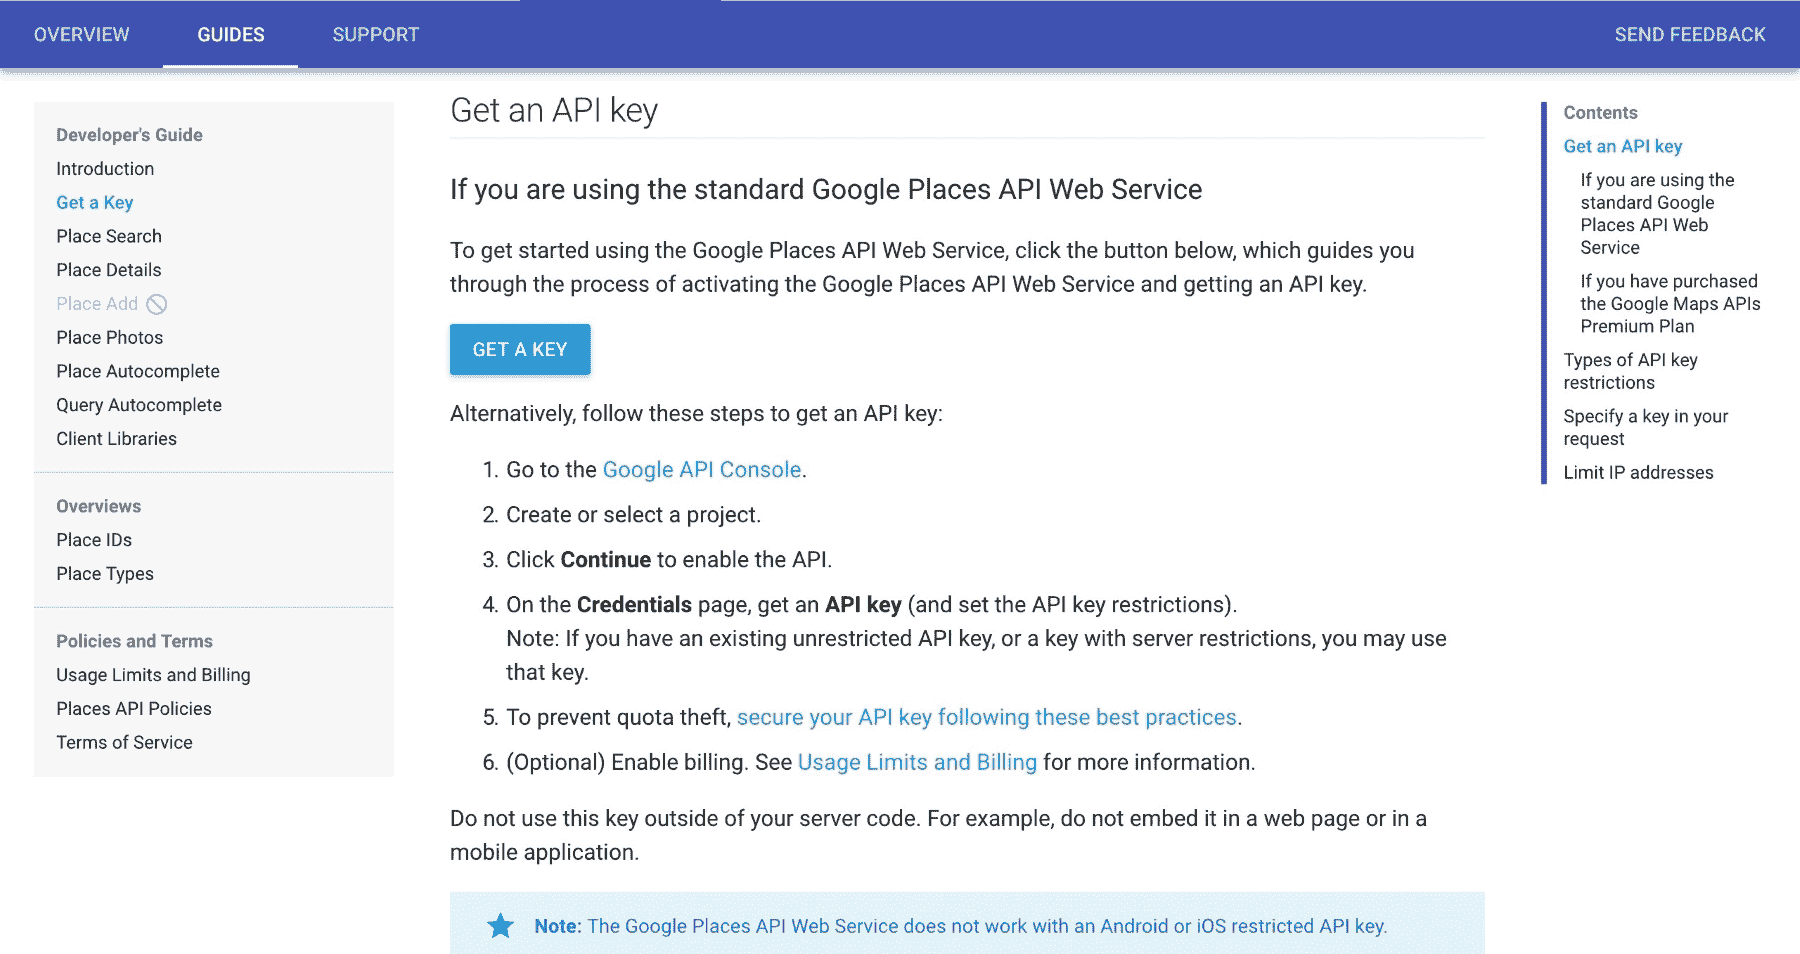 OVERVIEW GUIDES SUPPORT SEND FEEDBACK
Developer's Guide
Introduction
Get a Key
Place Search
Place Details
Place Add
Place Photos
Place Autocomplete
Query Autocomplete
Client Libraries
Overviews
Place IDs
Place Types
Policies and Terms
Usage Limits and Billing
Places API Policies
Terms of Service
Get an API key
If you are using the standard Google Places API Web Service
To get started using the Google Places API Web Service, click the button below, which guides you
through the process of activating the Google Places API Web Service and getting an API key.
GET A KEY
Alternatively, follow these steps to get an API key:
1. Go to the Google API Console.
2. Create or select a project.
3. Click Continue to enable the API.
4. On the Credentials page, get an API key (and set the API key restrictions).
Note: If you have an existing unrestricted API key, or a key with server restrictions, you may use
that key.
5. To prevent quota theft, secure your API key following these best practices.
6. (Optional) Enable billing. See Usage Limits and Billing for more information.
Do not use this key outside of your server code. For example, do not embed it in a web page or in a
mobile application.
Note: The Google Places API Web Service does not work with an Android or iOS restricted API key.
Contents
Get an API key
If you are using the
standard Google
Places API Web
Service
If you have purchased
the Google Maps APIs
Premium Plan
Types of API key
restrictions
Specify a key in your
request
Limit IP addresses